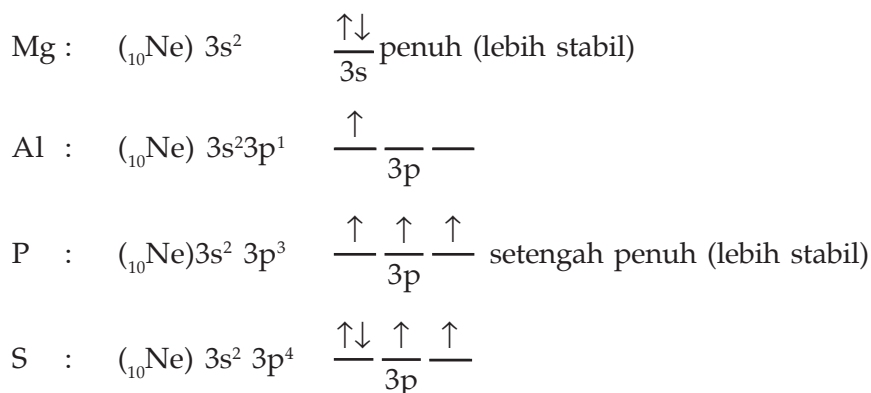 ↑↓
Mg : (₁₀Ne) 3s² penuh (lebih stabil)
3s
↑
Al : (₁₀Ne) 3s²3p¹
3p
↑ ↑ ↑
P : (₁₀Ne)3s² 3p³ setengah penuh (lebih stabil)
3p
↑↓ ↑ ↑
S : (₁₀Ne) 3s² 3p⁴
3p